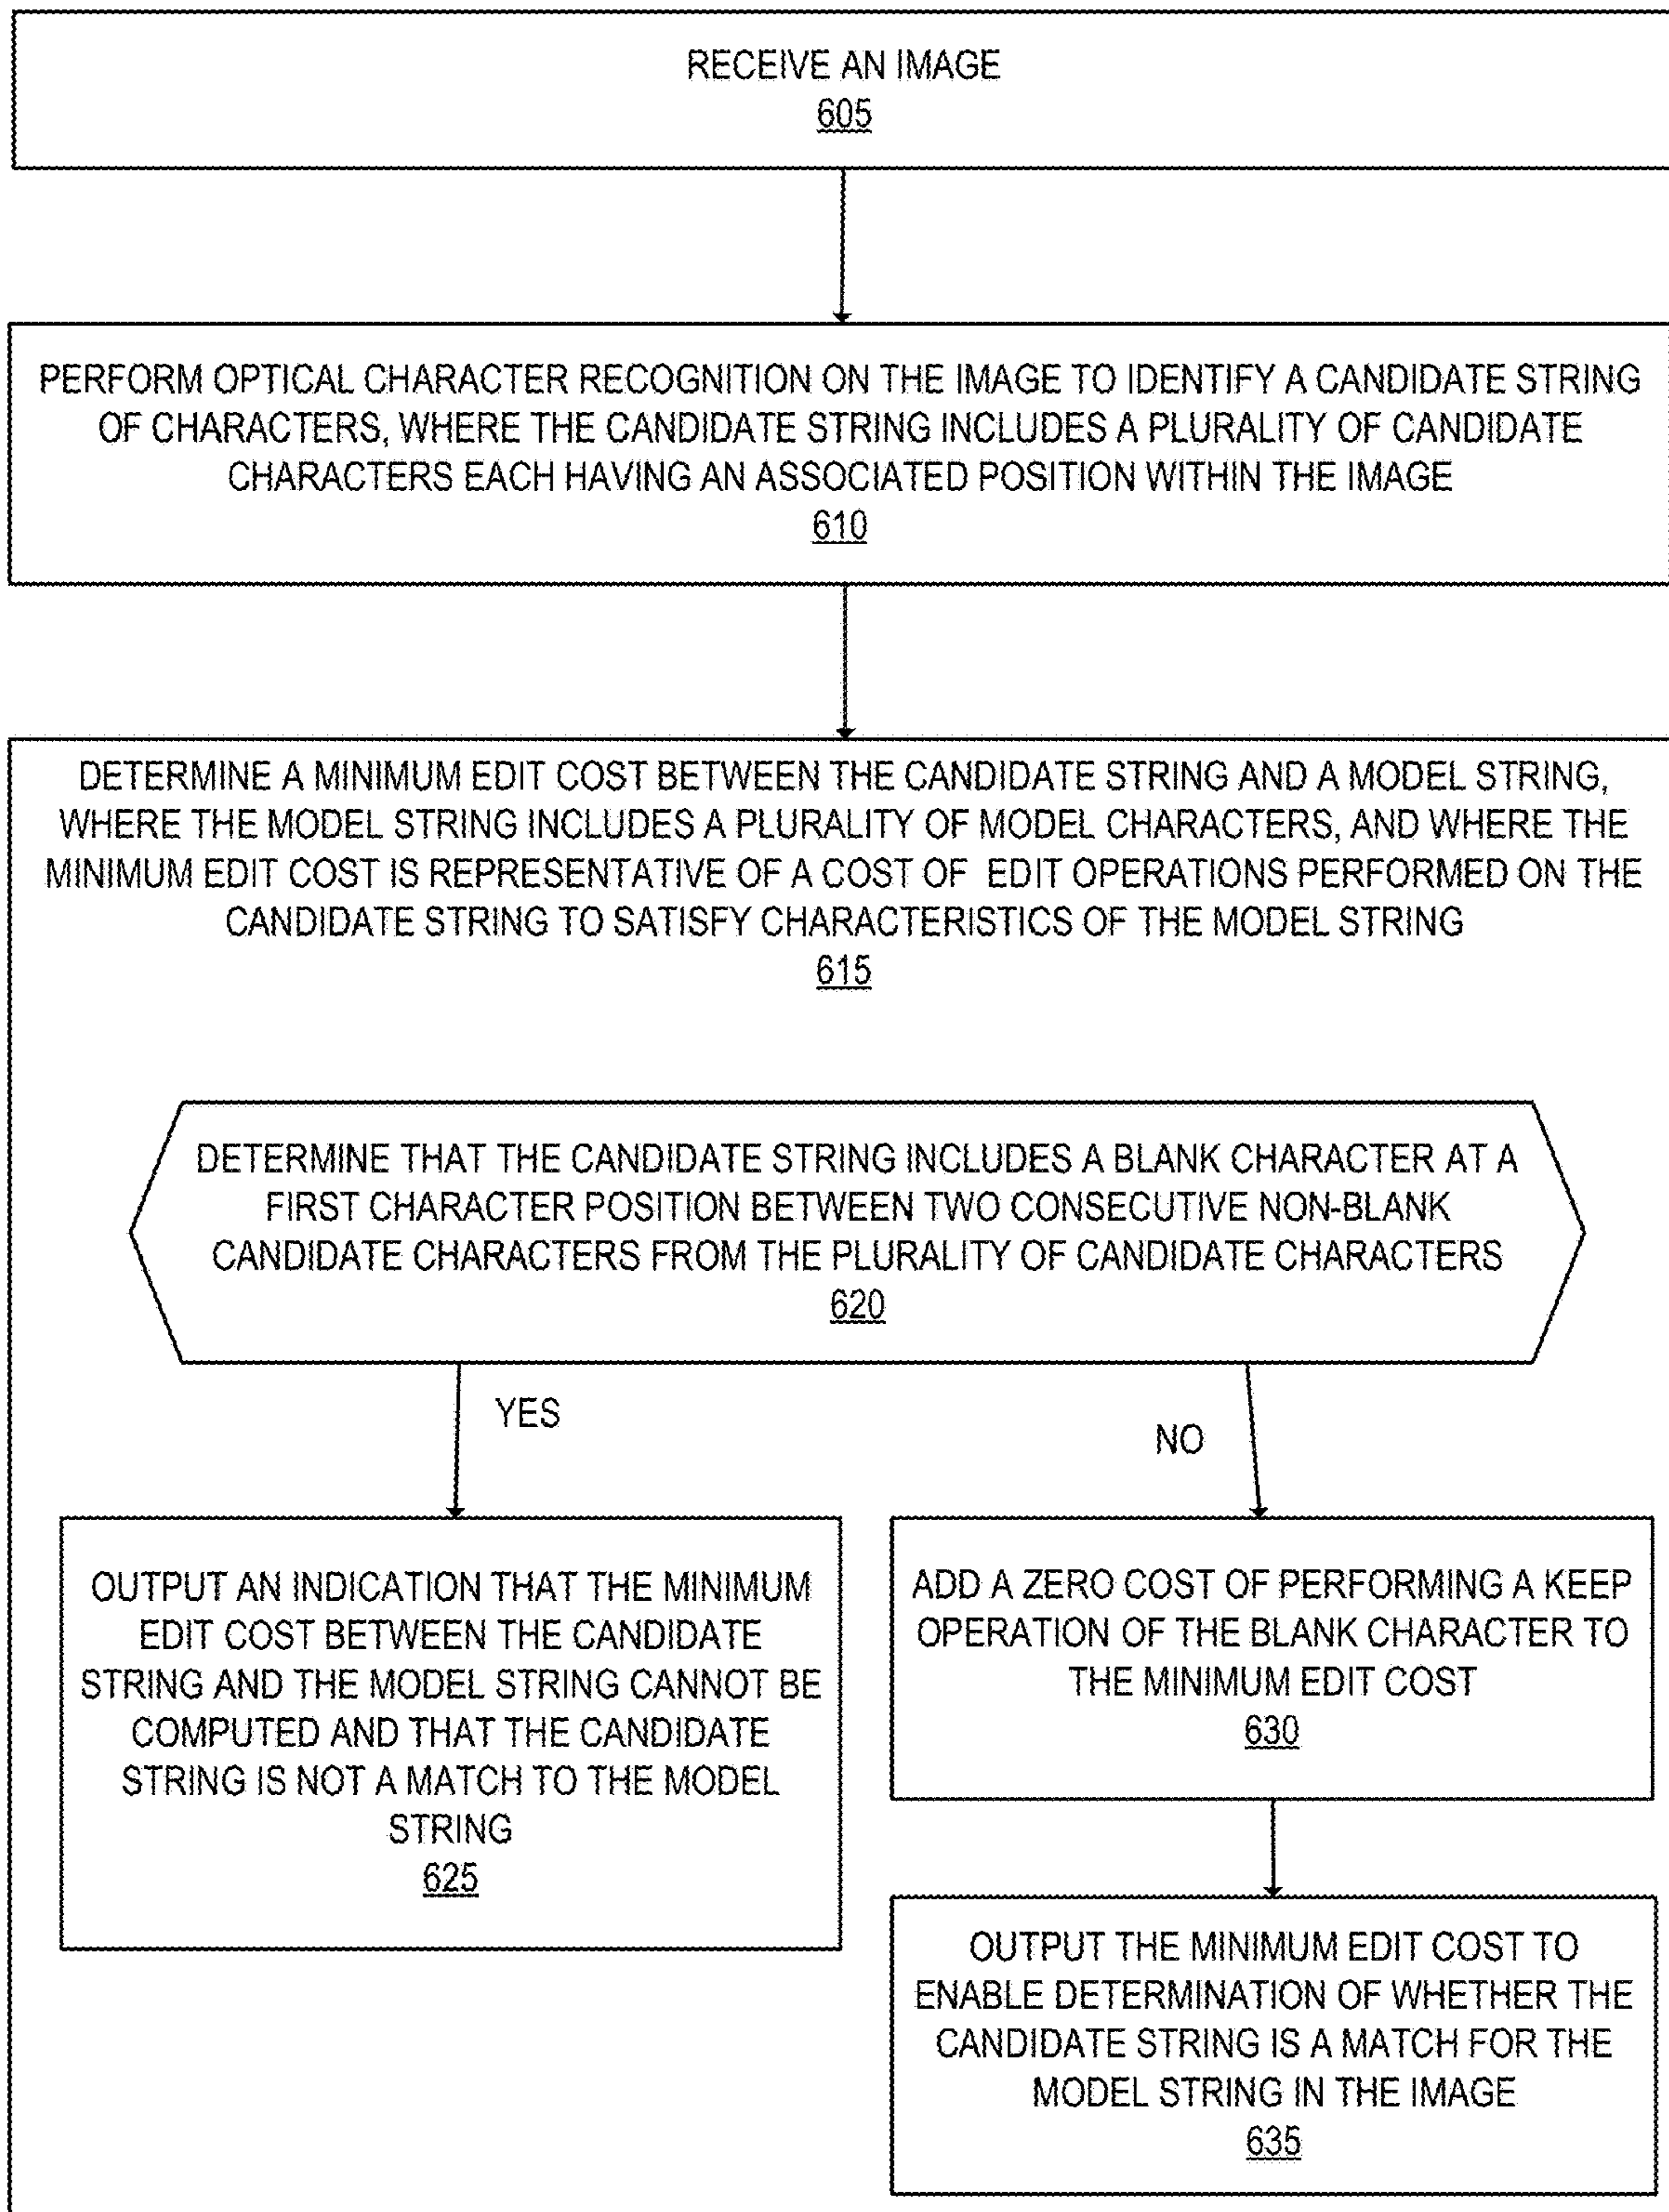 RECEIVE AN IMAGE
605
PERFORM OPTICAL CHARACTER RECOGNITION ON THE IMAGE TO IDENTIFY A CANDIDATE STRING
OF CHARACTERS, WHERE THE CANDIDATE STRING INCLUDES A PLURALITY OF CANDIDATE
CHARACTERS EACH HAVING AN ASSOCIATED POSITION WITHIN THE IMAGE
610
DETERMINE A MINIMUM EDIT COST BETWEEN THE CANDIDATE STRING AND A MODEL STRING,
WHERE THE MODEL STRING INCLUDES A PLURALITY OF MODEL CHARACTERS, AND WHERE THE
MINIMUM EDIT COST IS REPRESENTATIVE OF A COST OF EDIT OPERATIONS PERFORMED ON THE
CANDIDATE STRING TO SATISFY CHARACTERISTICS OF THE MODEL STRING
615
DETERMINE THAT THE CANDIDATE STRING INCLUDES A BLANK CHARACTER AT A
FIRST CHARACTER POSITION BETWEEN TWO CONSECUTIVE NON-BLANK
CANDIDATE CHARACTERS FROM THE PLURALITY OF CANDIDATE CHARACTERS
620
YES
NO
OUTPUT AN INDICATION THAT THE MINIMUM
EDIT COST BETWEEN THE CANDIDATE
STRING AND THE MODEL STRING CANNOT BE
COMPUTED AND THAT THE CANDIDATE
STRING IS NOT A MATCH TO THE MODEL
STRING
625
ADD A ZERO COST OF PERFORMING A KEEP
OPERATION OF THE BLANK CHARACTER TO
THE MINIMUM EDIT COST
630
OUTPUT THE MINIMUM EDIT COST TO
ENABLE DETERMINATION OF WHETHER THE
CANDIDATE STRING IS A MATCH FOR THE
MODEL STRING IN THE IMAGE
635